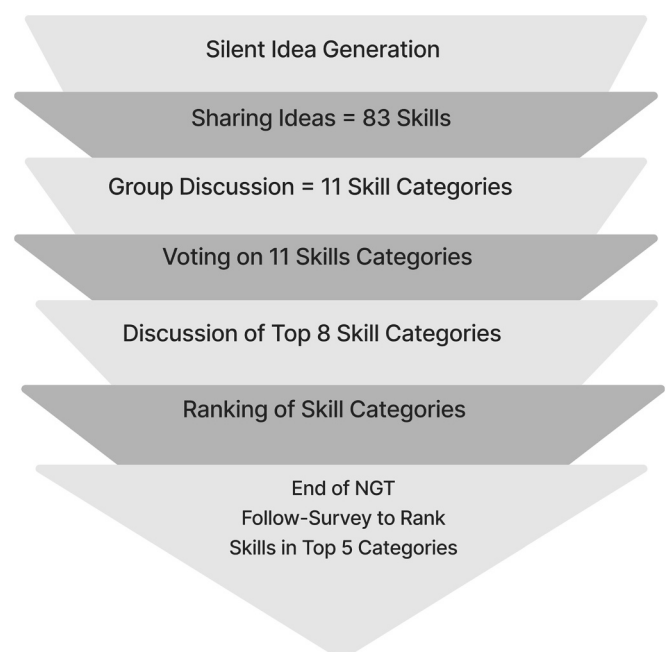 Silent Idea Generation
Sharing Ideas = 83 Skills
Group Discussion = 11 Skill Categories
Voting on 11 Skills Categories
Discussion of Top 8 Skill Categories
Ranking of Skill Categories
End of NGT
Follow-Survey to Rank
Skills in Top 5 Categories